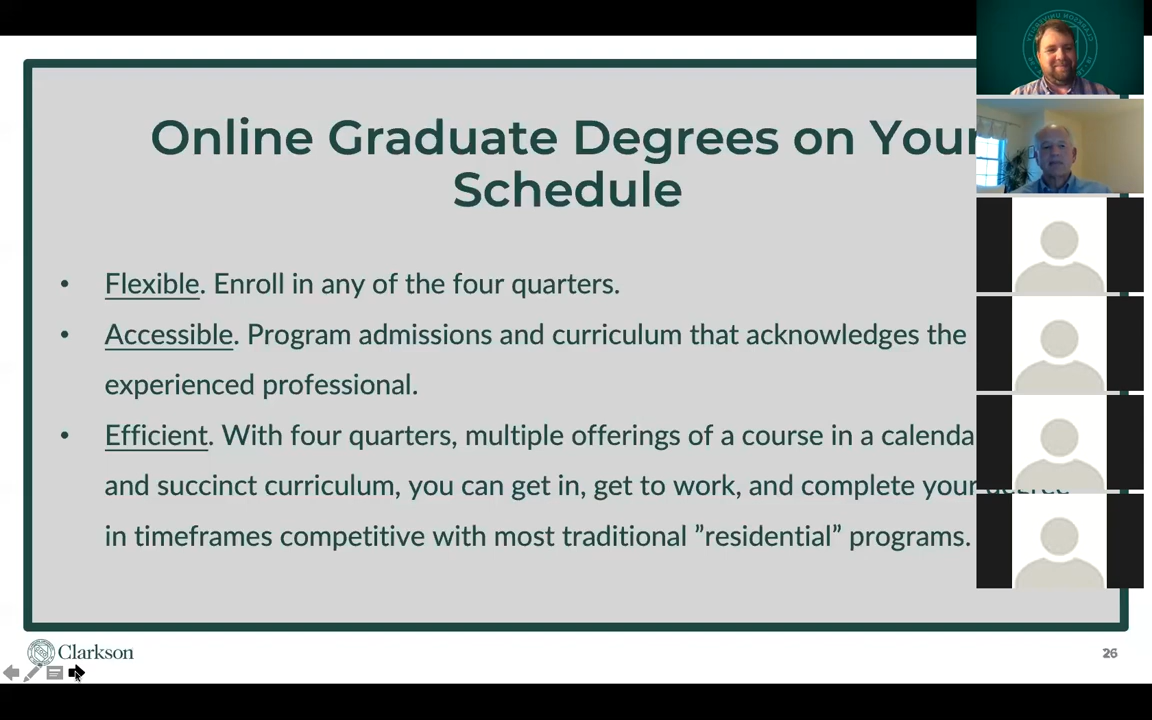 Online Graduate Degrees on Your
Schedule
• Flexible. Enroll in any of the four quarters.
• Accessible. Program admissions and curriculum that acknowledges the
experienced professional.
• Efficient. With four quarters, multiple offerings of a course in a
and succinct curriculum, you can get in, get to work, and complete your
in timeframes competitive with most traditional ”residential” programs.
Clarkson
26